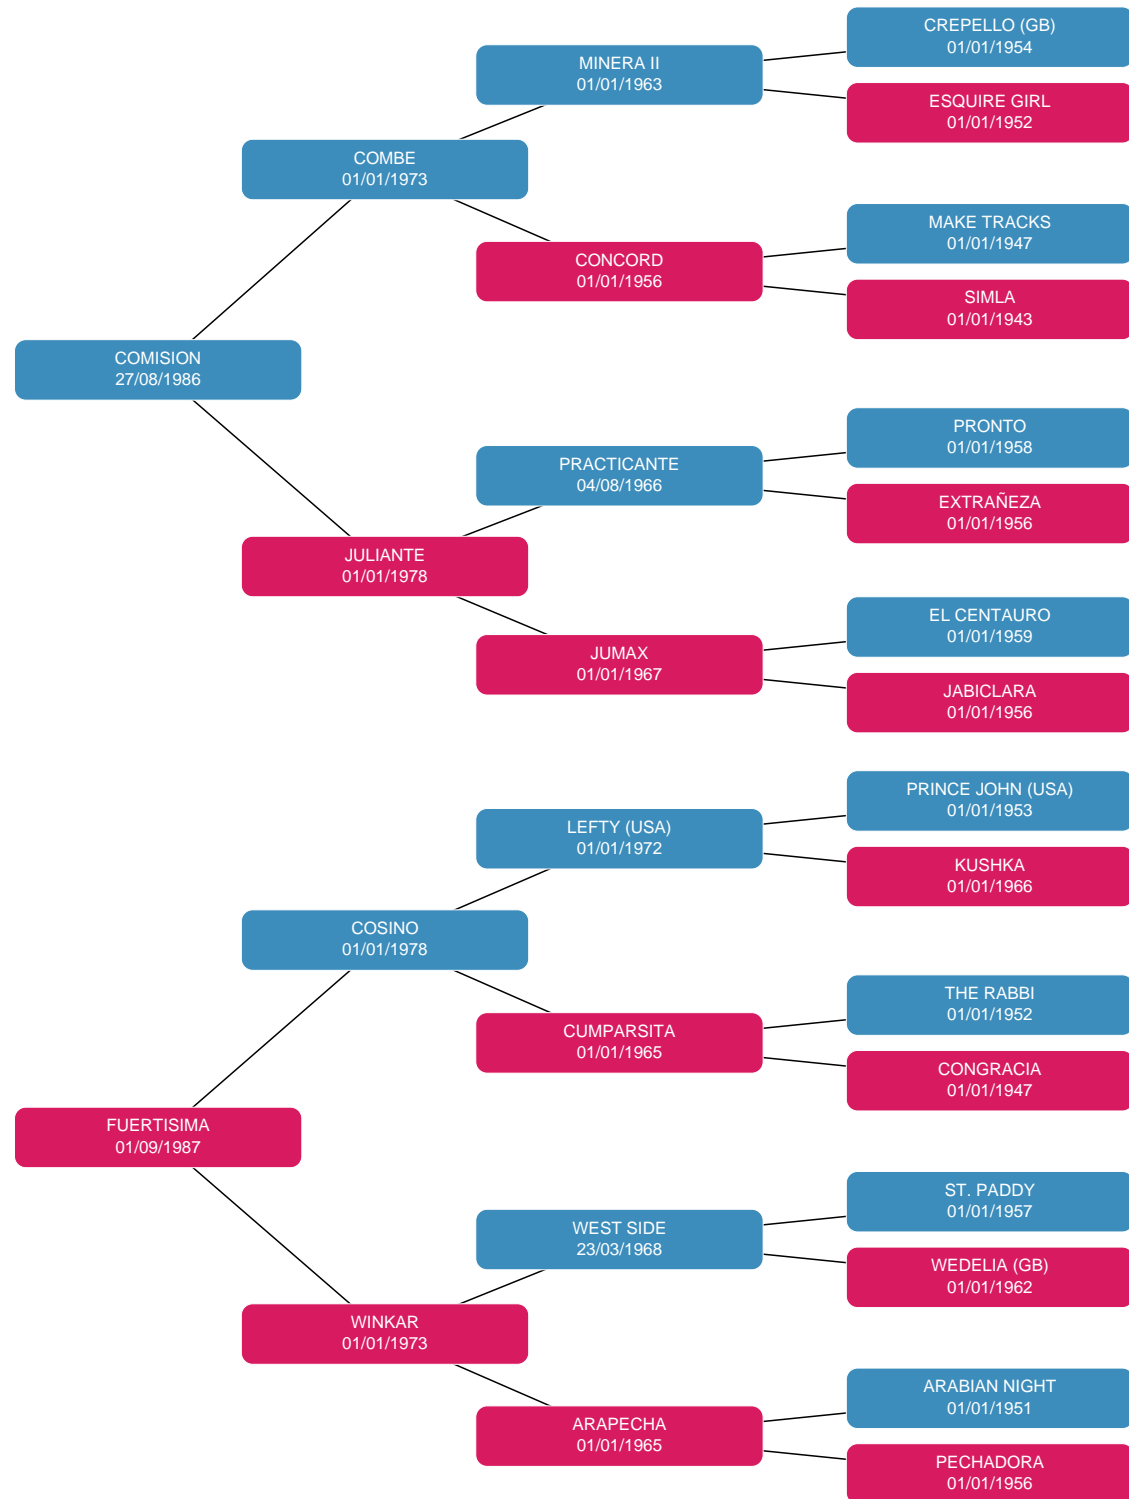 CREPELLO (GB)
01/01/1954
MINERA II
01/01/1963
ESQUIRE GIRL
01/01/1952
COMBE
01/01/1973
MAKE TRACKS
01/01/1947
CONCORD
01/01/1956
SIMLA
01/01/1943
COMISION
27/08/1986
PRONTO
01/01/1958
PRACTICANTE
04/08/1966
EXTRAÑEZA
01/01/1956
JULIANTE
01/01/1978
EL CENTAURO
01/01/1959
JUMAX
01/01/1967
JABICLARA
01/01/1956
PRINCE JOHN (USA)
01/01/1953
LEFTY (USA)
01/01/1972
KUSHKA
01/01/1966
COSINO
01/01/1978
THE RABBI
01/01/1952
CUMPARSITA
01/01/1965
CONGRACIA
01/01/1947
FUERTISIMA
01/09/1987
ST. PADDY
01/01/1957
WEST SIDE
23/03/1968
WEDELIA (GB)
01/01/1962
WINKAR
01/01/1973
ARABIAN NIGHT
01/01/1951
ARAPECHA
01/01/1965
PECHADORA
01/01/1956